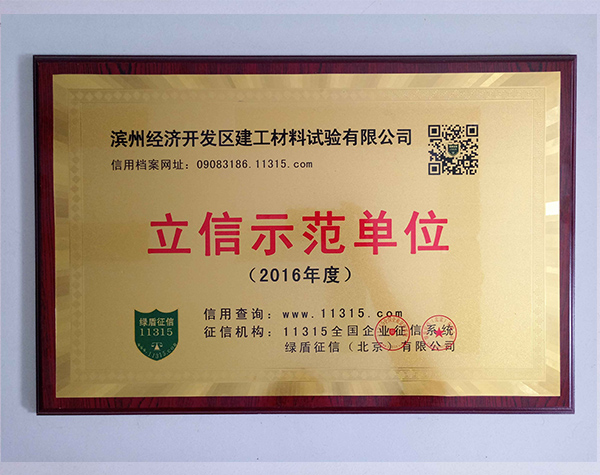 滨州经济开发区建工材料试验有限公司
信用档案网址：09083186.11315.com
立信示范单位
（2016年度）
信用查询：www.11315.com
征信机构：11315全国企业征信系统
绿盾征信（北京）有限公司
绿盾征信
11315
www.11315.com